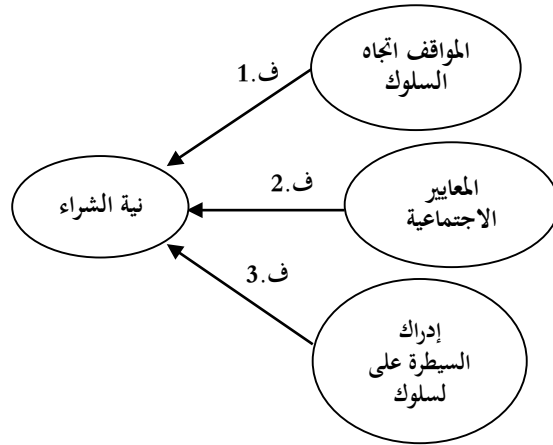 المواقف اتجاه
السلوك
ف.1
المعايير
الاجتماعية
ف.2
نية الشراء
ف.3
إدراك
السيطرة على
لسلوك